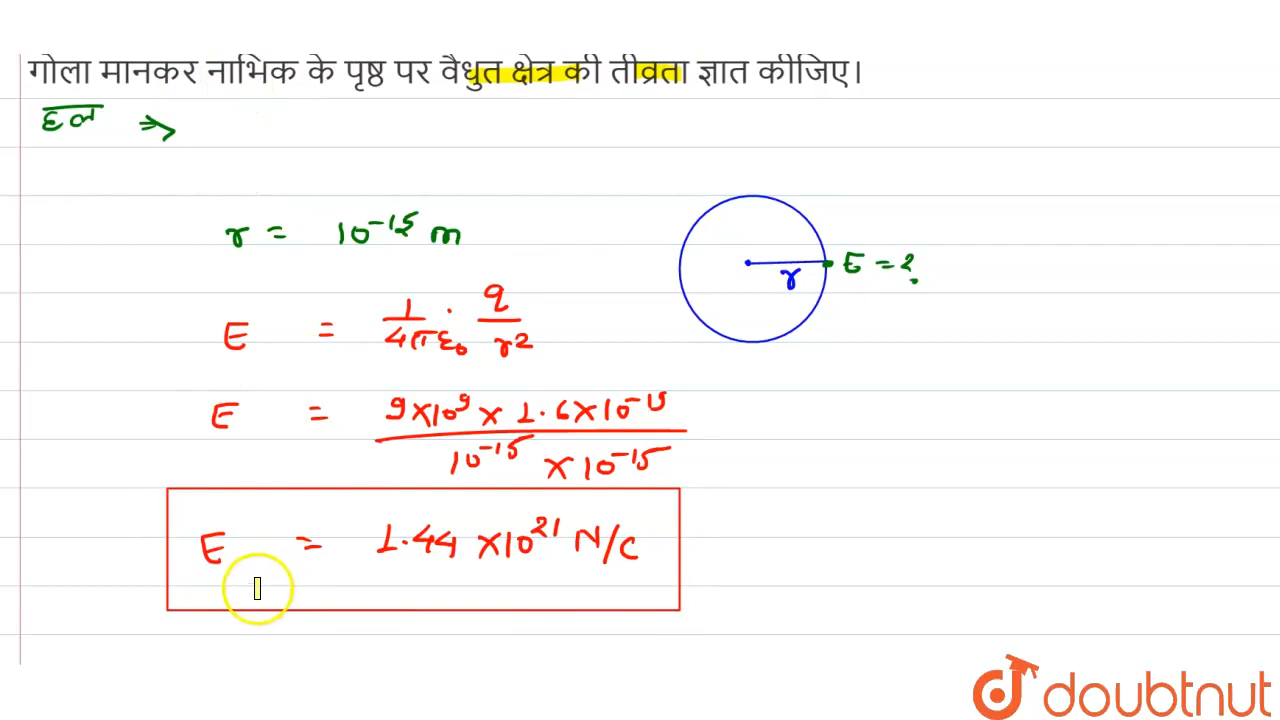 गोला मानकर नाभिक के पृष्ठ पर वैधुत क्षेत्र की तीव्रता ज्ञात कीजिए।
हल ⇒
r = 10⁻¹⁵ m
r E = ?
E = 1/4πε₀ · q/r²
E = 9×10⁹ × 1.6×10⁻¹⁹ / 10⁻¹⁵ × 10⁻¹⁵
E = 1.44 ×10²¹ N/C
doubtnut